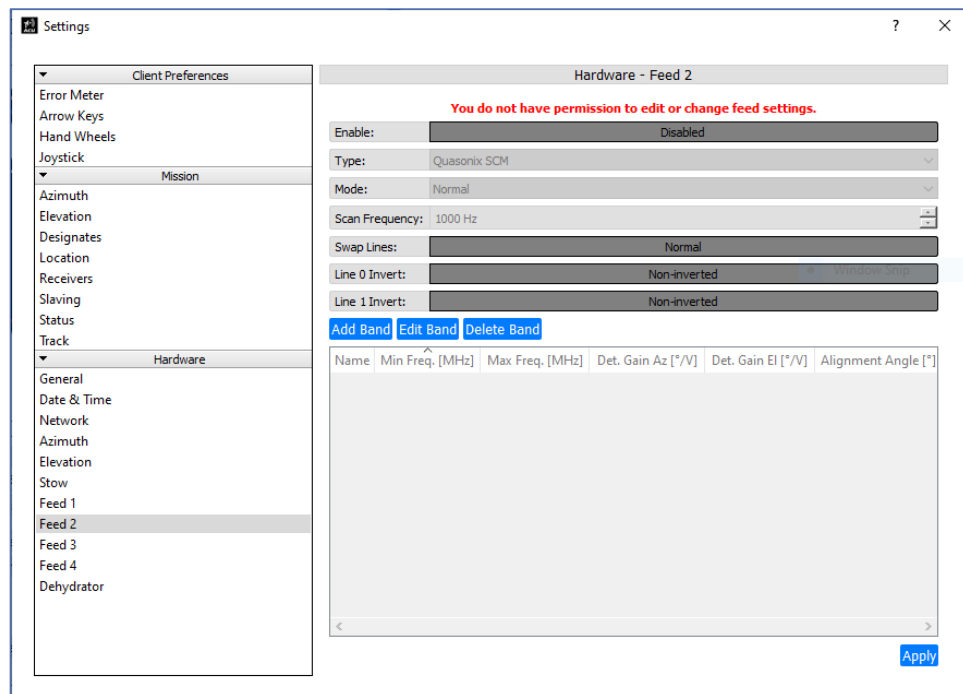 Settings
?
Client Preferences
Error Meter
Arrow Keys
Hand Wheels
Joystick
Mission
Azimuth
Elevation
Designates
Location
Receivers
Slaving
Status
Track
Hardware
General
Date & Time
Network
Azimuth
Elevation
Stow
Feed 1
Feed 2
Feed 3
Feed 4
Dehydrator
Hardware - Feed 2
You do not have permission to edit or change feed settings.
Enable: Disabled
Type: Quasonix SCM
Mode: Normal
Scan Frequency: 1000 Hz
Swap Lines: Normal
Line 0 Invert: Non-inverted
Window Snip
Line 1 Invert: Non-inverted
Add Band Edit Band Delete Band
Name Min Freq. [MHz] Max Freq. [MHz] Det. Gain Az [°/V] Det. Gain El [°/V] Alignment Angle [°]
Apply